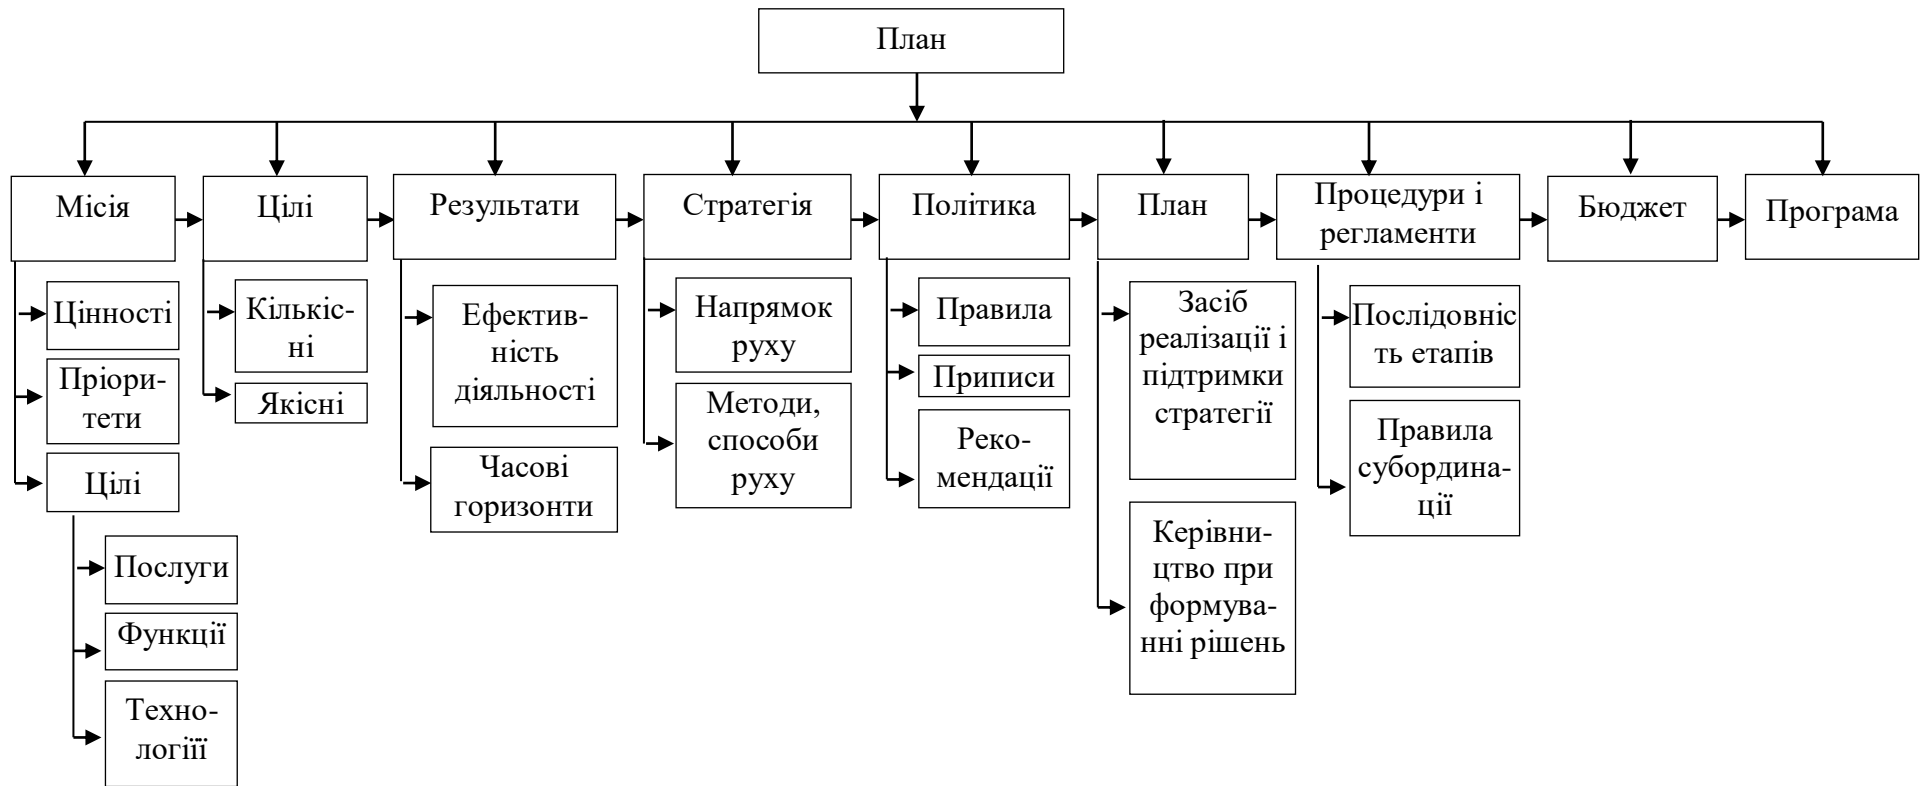 План
Місія
Цілі
Результати
Стратегія
Політика
План
Процедури і
регламенти
Бюджет
Програма
Цінності
Пріори-
тети
Цілі
Послуги
Функції
Техно-
логіїї
Кількіс-
ні
Якісні
Ефектив-
ність
діяльності
Часові
горизонти
Напрямок
руху
Методи,
способи
руху
Правила
Приписи
Реко-
мендації
Засіб
реалізації і
підтримки
стратегії
Керівни-
цтво при
формува-
нні рішень
Послідовніс
ть етапів
Правила
субордина-
ції